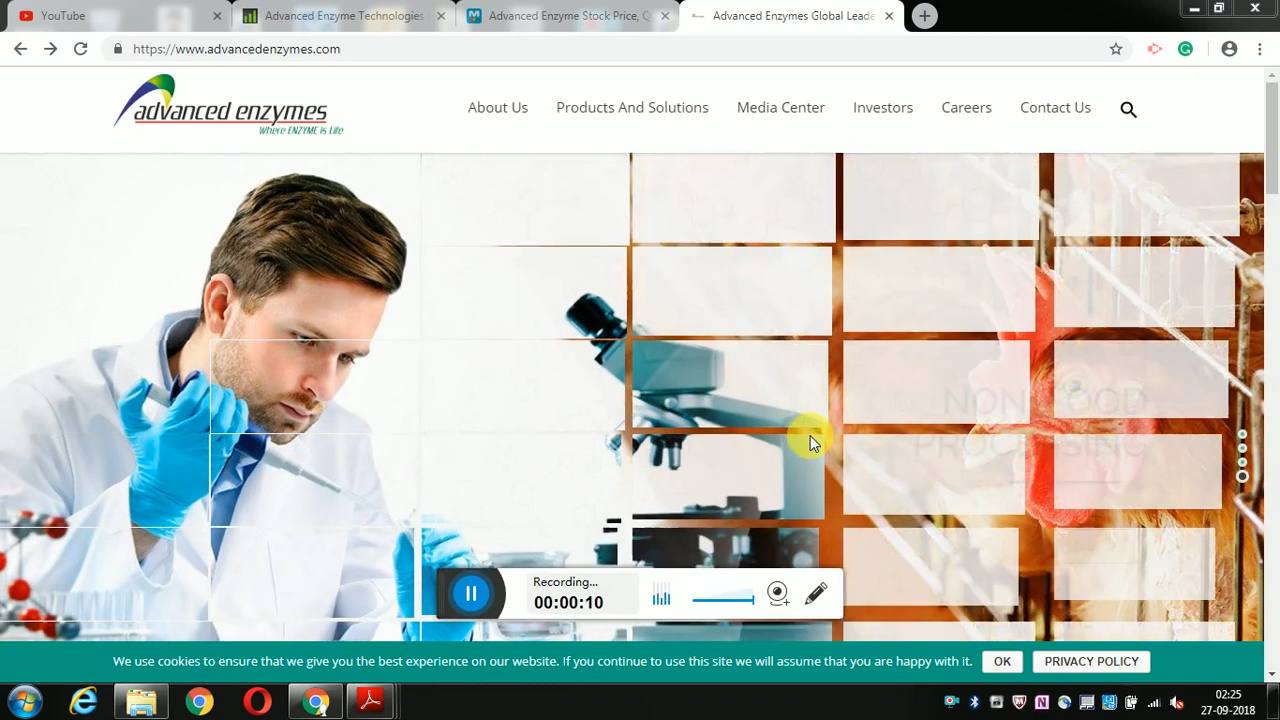 YouTube
Advanced Enzyme Technologies
Advanced Enzyme Stock Price, Q
Advanced Enzymes Global Leade
https://www.advancedenzymes.com
advanced enzymes
Where ENZYME is Life
About Us
Products And Solutions
Media Center
Investors
Careers
Contact Us
NON FOOD
PROCESSING
Recording...
00:00:10
We use cookies to ensure that we give you the best experience on our website. If you continue to use this site we will assume that you are happy with it.
OK
PRIVACY POLICY
02:25
27-09-2018